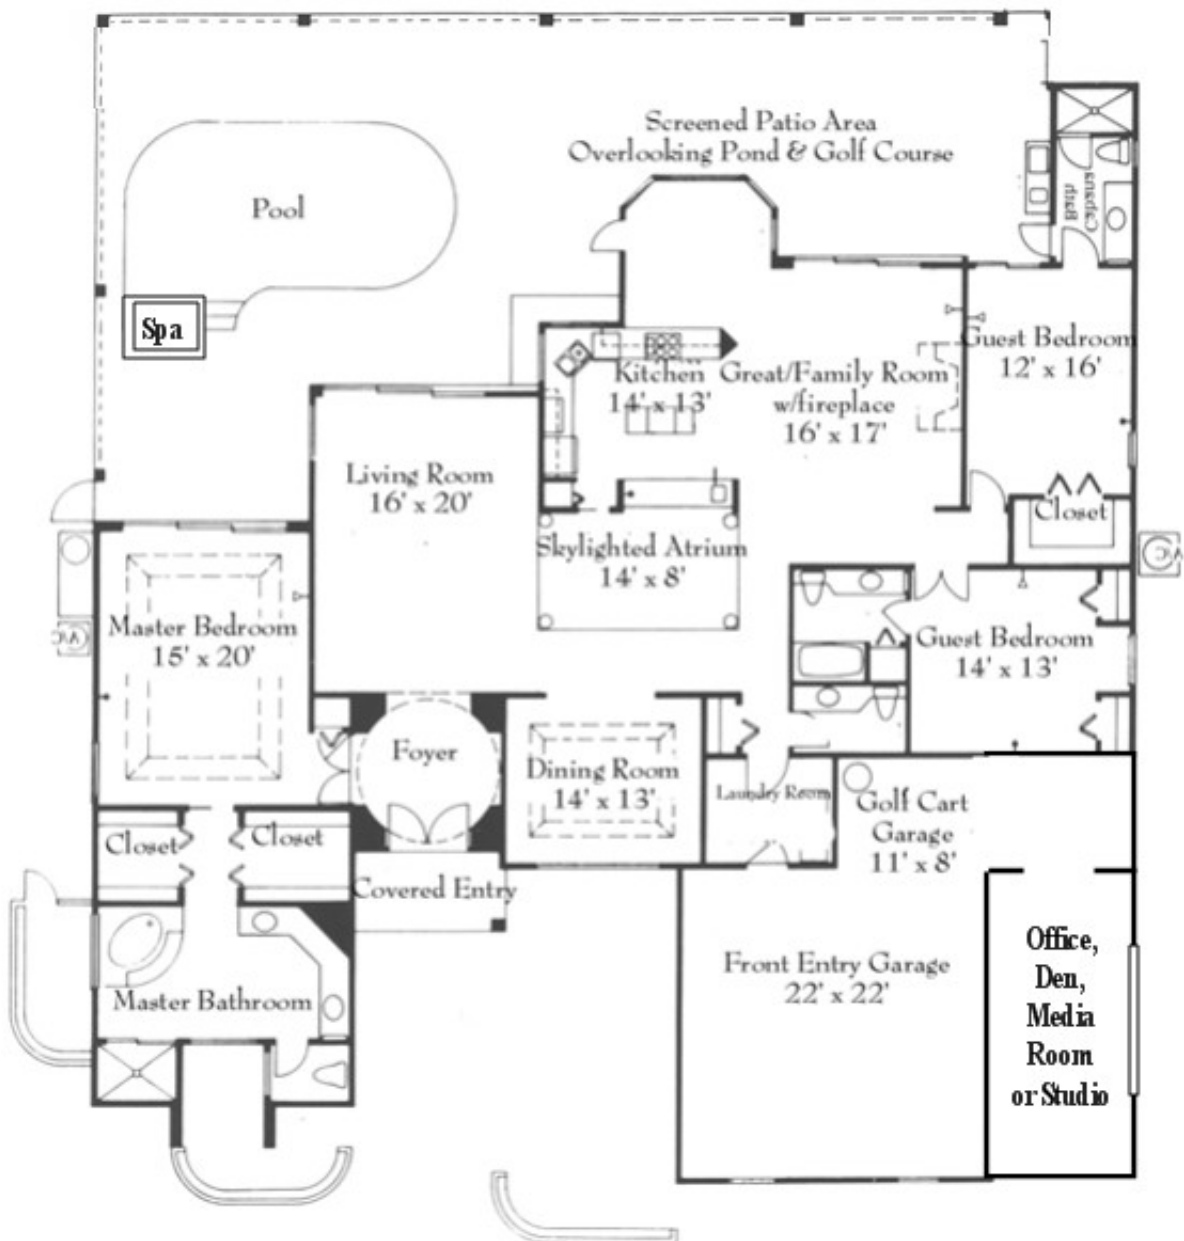 Screened Patio Area
Overlooking Pond & Golf Course
Pool
Cabana
Bath
Spa
Guest Bedroom
12' x 16'
Kitchen
14' x 13'
Great/Family Room
w/fireplace
16' x 17'
Living Room
16' x 20'
Closet
Skylighted Atrium
14' x 8'
A/C
Master Bedroom
15' x 20'
A/C
Guest Bedroom
14' x 13'
Foyer
Dining Room
14' x 13'
Laundry Room
Golf Cart
Garage
11' x 8'
Closet
Closet
Covered Entry
Office,
Den,
Media
Room
or Studio
Front Entry Garage
22' x 22'
Master Bathroom